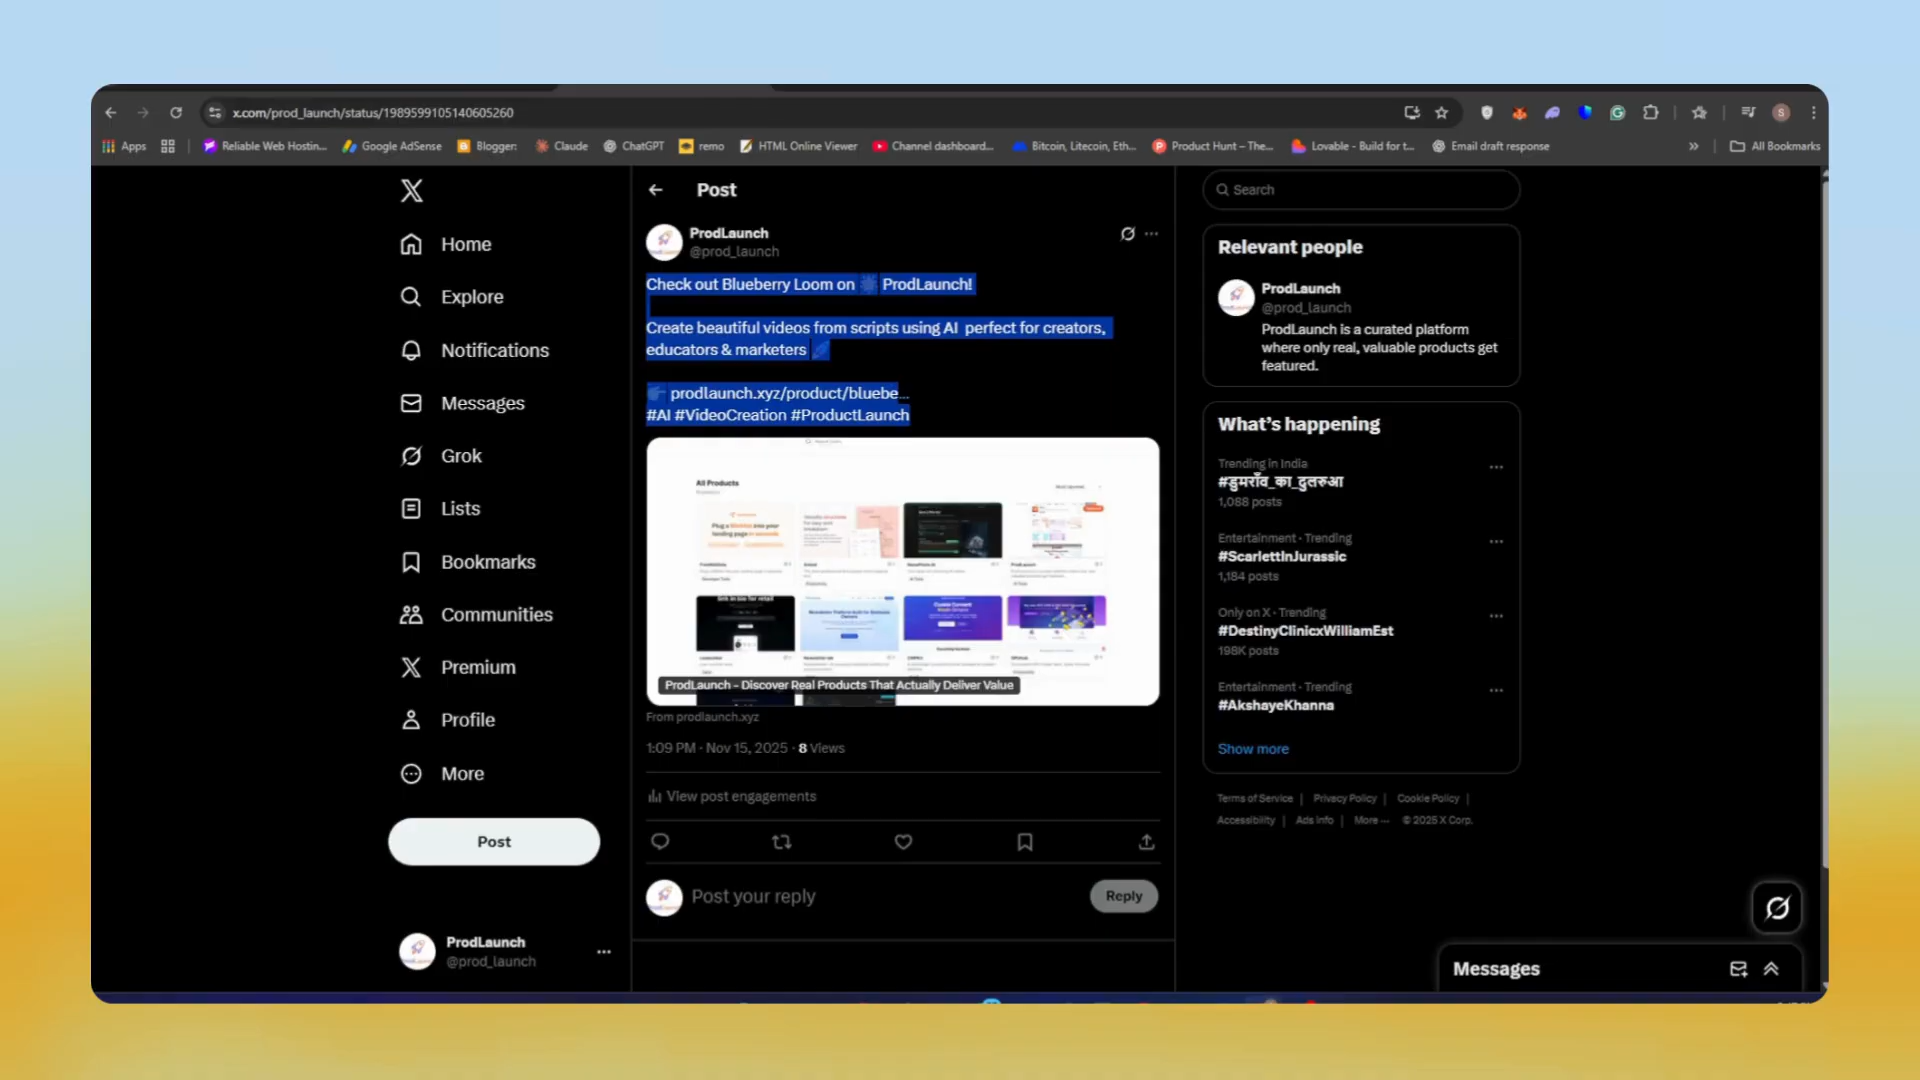 x.com/prod_launch/status/1989599105140605260
Apps
Reliable Web Hostin...
Google AdSense
Blogger:
Claude
ChatGPT
remo
HTML Online Viewer
Channel dashboard...
Bitcoin, Litecoin, Eth...
Product Hunt – The...
Lovable - Build for t...
Email draft response
All Bookmarks
Home
Explore
Notifications
Messages
Grok
Lists
Bookmarks
Communities
Premium
Profile
More
Post
ProdLaunch
@prod_launch
Post
ProdLaunch
@prod_launch
Check out Blueberry Loom on ProdLaunch!
Create beautiful videos from scripts using AI perfect for creators,
educators & marketers
prodlaunch.xyz/product/bluebe...
#AI #VideoCreation #ProductLaunch
All Products
ProdLaunch - Discover Real Products That Actually Deliver Value
From prodlaunch.xyz
1:09 PM · Nov 15, 2025 · 8 Views
View post engagements
Post your reply
Reply
Search
Relevant people
ProdLaunch
@prod_launch
ProdLaunch is a curated platform
where only real, valuable products get
featured.
What's happening
Trending in India
#डुमराँव_का_दुलरुआ
1,088 posts
Entertainment · Trending
#ScarlettInJurassic
1,184 posts
Only on X · Trending
#DestinyClinicxWilliamEst
198K posts
Entertainment · Trending
#AkshayeKhanna
Show more
Terms of Service | Privacy Policy | Cookie Policy |
Accessibility | Ads info | More ··· © 2025 X Corp.
Messages